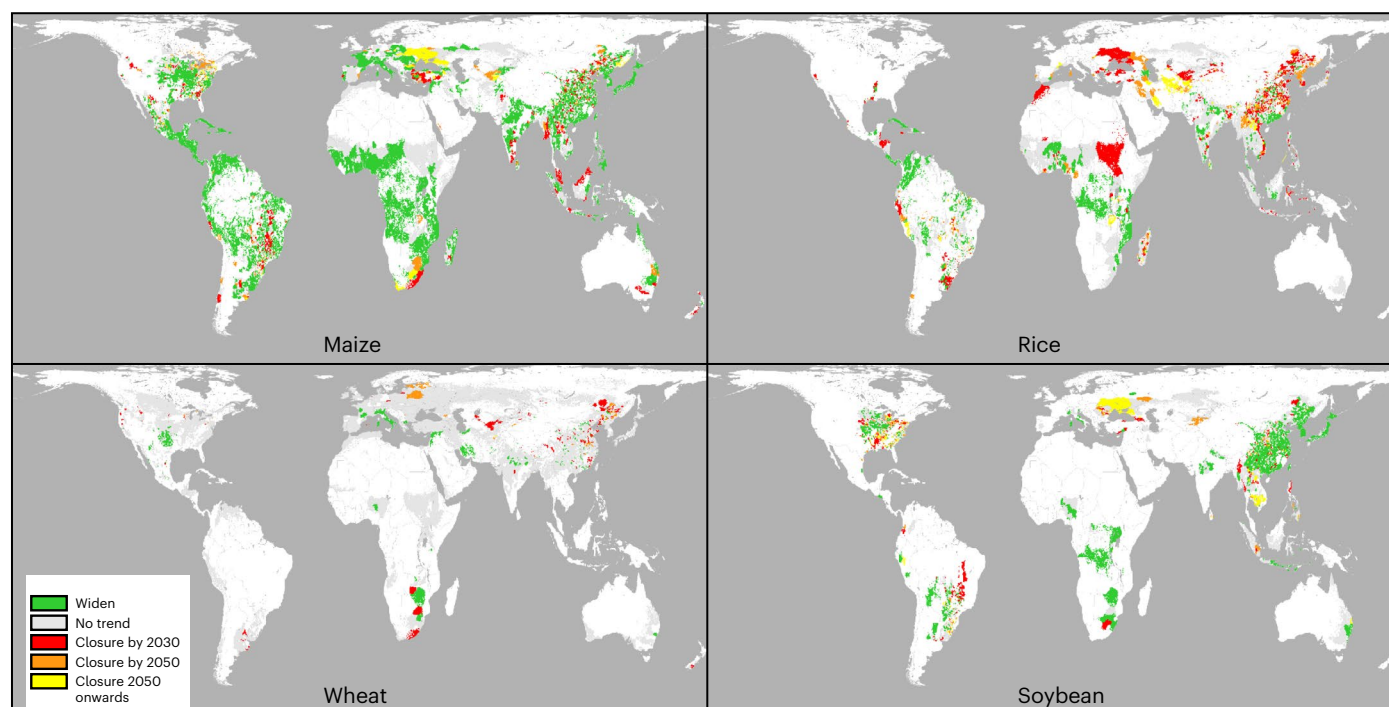 Maize
Rice
Widen
No trend
Closure by 2030
Closure by 2050
Closure 2050
onwards
Wheat
Soybean